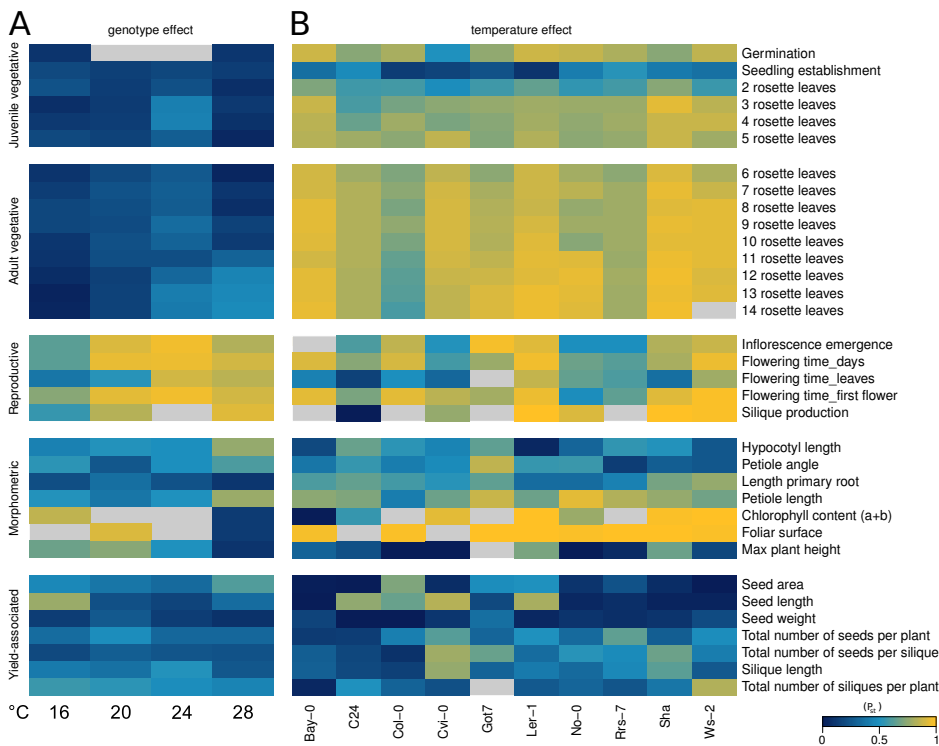 A
B
genotype effect
temperature effect
Juvenile vegetative
Germination
Seedling establishment
2 rosette leaves
3 rosette leaves
4 rosette leaves
5 rosette leaves
Adult vegetative
6 rosette leaves
7 rosette leaves
8 rosette leaves
9 rosette leaves
10 rosette leaves
11 rosette leaves
12 rosette leaves
13 rosette leaves
14 rosette leaves
Reproductive
Inflorescence emergence
Flowering time_days
Flowering time_leaves
Flowering time_first flower
Silique production
Morphometric
Hypocotyl length
Petiole angle
Length primary root
Petiole length
Chlorophyll content (a+b)
Foliar surface
Max plant height
Yield-associated
Seed area
Seed length
Seed weight
Total number of seeds per plant
Total number of seeds per silique
Silique length
Total number of siliques per plant
°C 16 20 24 28
Bay-0 C24 Col-0 Cvi-0 Got7 Ler-1 No-0 Rrs-7 Sha Ws-2
(Pst)
0 0.5 1